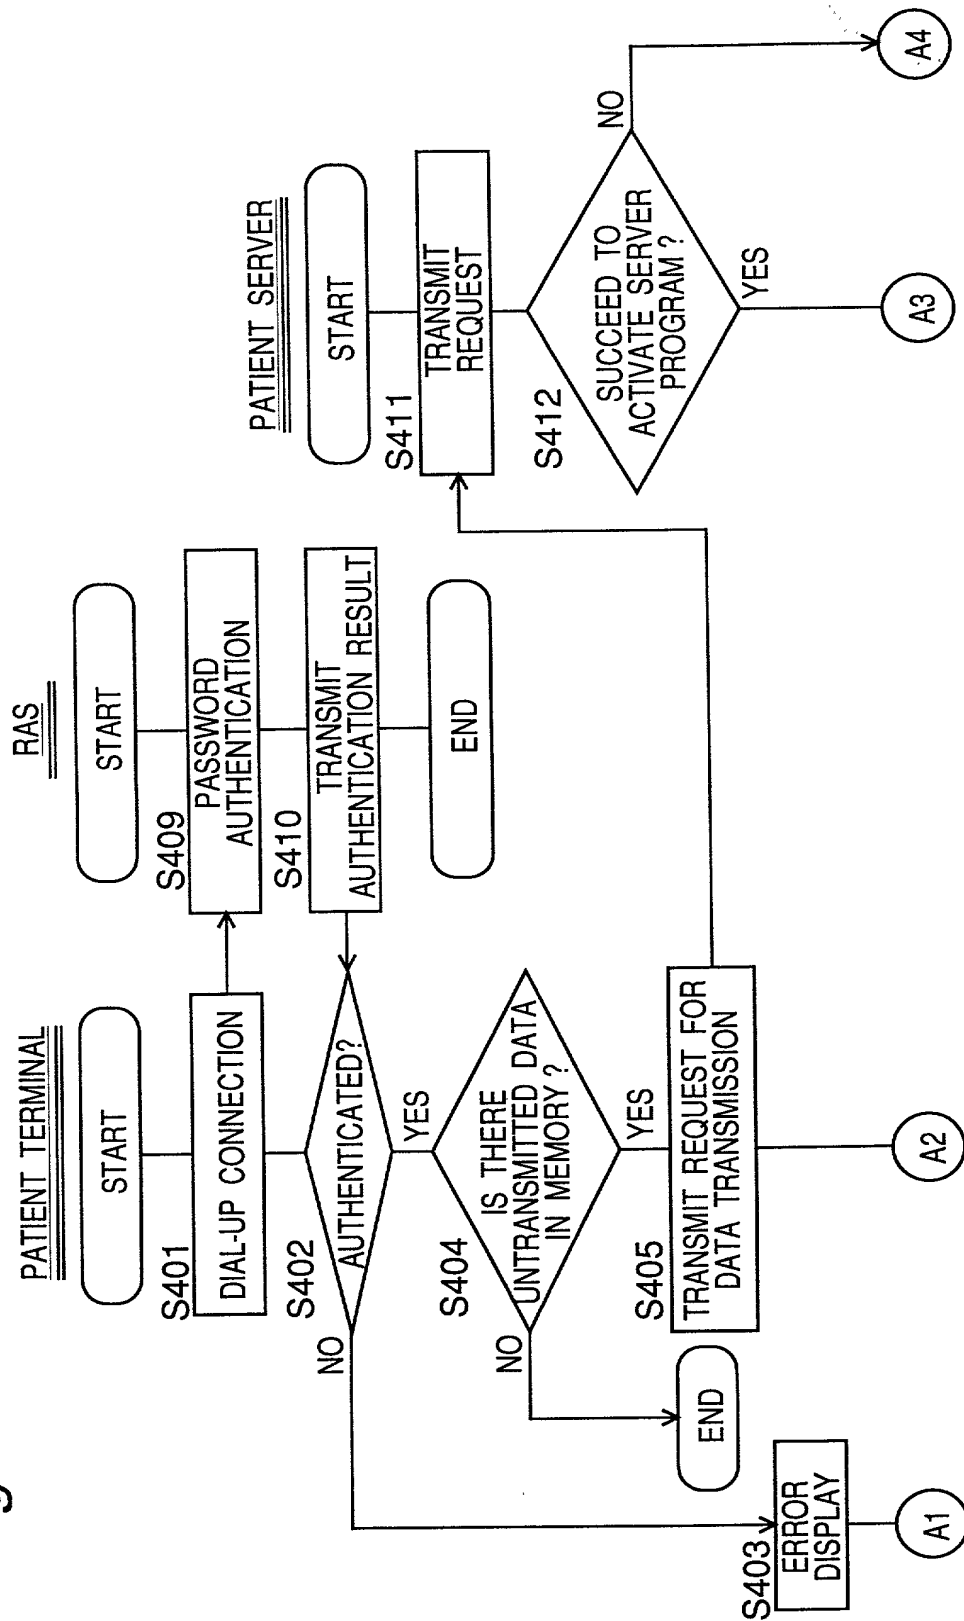 PATIENT TERMINAL
START
S401
DIAL-UP CONNECTION
S402
AUTHENTICATED?
NO
YES
S404
IS THERE
UNTRANSMITTED DATA
IN MEMORY ?
NO
YES
END
S405
TRANSMIT REQUEST FOR
DATA TRANSMISSION
S403
ERROR
DISPLAY
A1
A2
RAS
START
S409
PASSWORD
AUTHENTICATION
S410
TRANSMIT
AUTHENTICATION RESULT
END
PATIENT SERVER
START
S411
TRANSMIT
REQUEST
S412
SUCCEED TO
ACTIVATE SERVER
PROGRAM ?
NO
YES
A3
A4